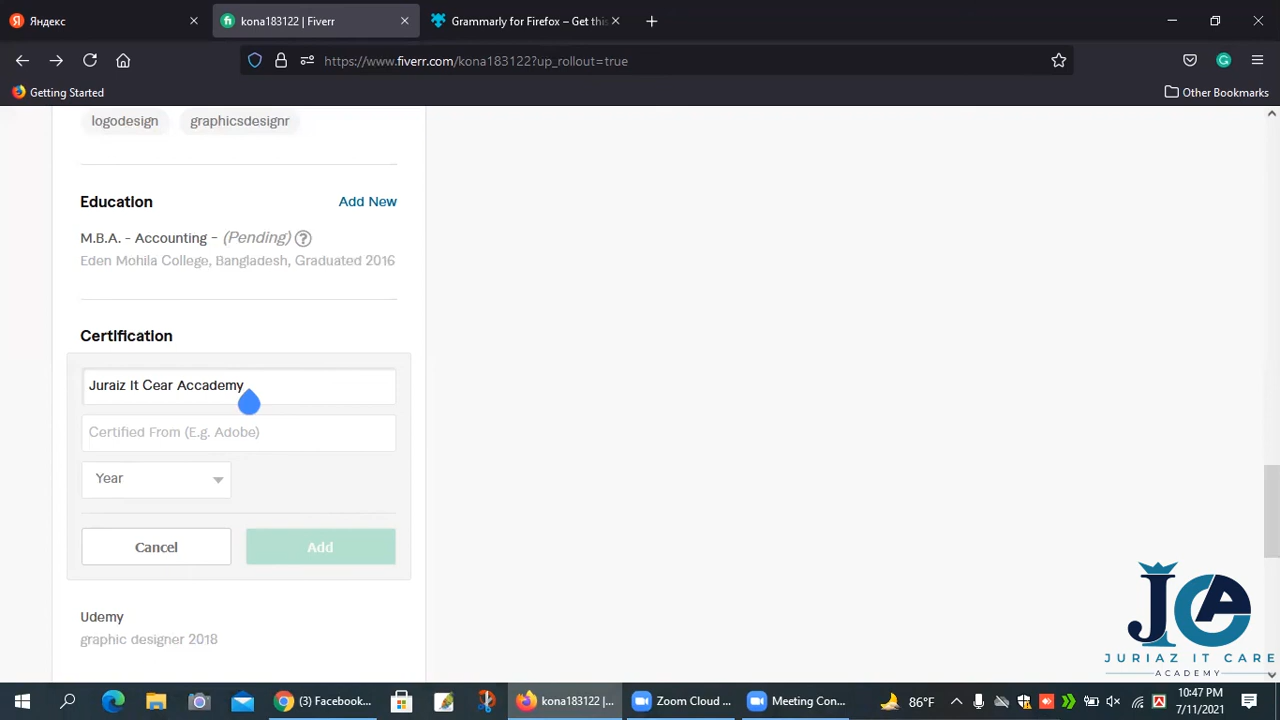 Яндекс
kona183122 | Fiverr
Grammarly for Firefox – Get this
https://www.fiverr.com/kona183122?up_rollout=true
Getting Started
Other Bookmarks
logodesign graphicsdesignr
Education Add New
M.B.A. - Accounting - (Pending) ?
Eden Mohila College, Bangladesh, Graduated 2016
Certification
Juraiz It Cear Accademy
Certified From (E.g. Adobe)
Year
Cancel Add
Udemy
graphic designer 2018
JCA
JURIAZ IT CARE
ACADEMY
(3) Facebook...
kona183122 |...
Zoom Cloud ...
Meeting Con...
86°F
10:47 PM
7/11/2021